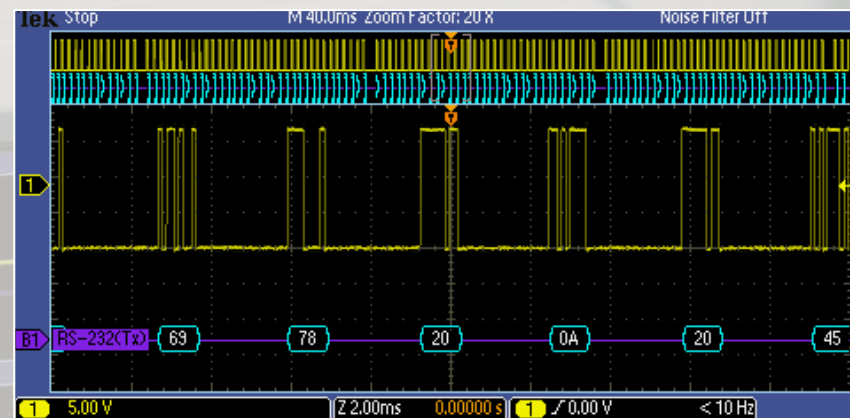 Tek Stop M 40.0ms Zoom Factor: 20 X Noise Filter Off
T
T
1
B1 RS-232(Tx) 69 78 20 0A 20 45
1 5.00 V Z 2.00ms 0.00000 s 1 0.00 V < 10 Hz